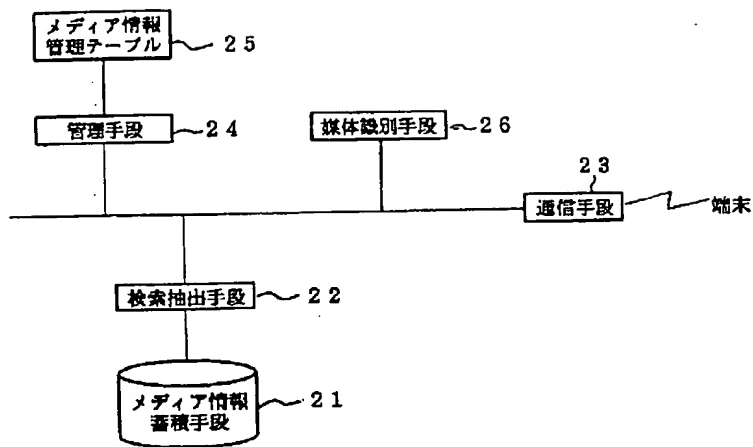 メディア情報
管理テーブル
25
管理手段
24
媒体識別手段
26
23
通信手段
端末
検索抽出手段
22
メディア情報
蓄積手段
21